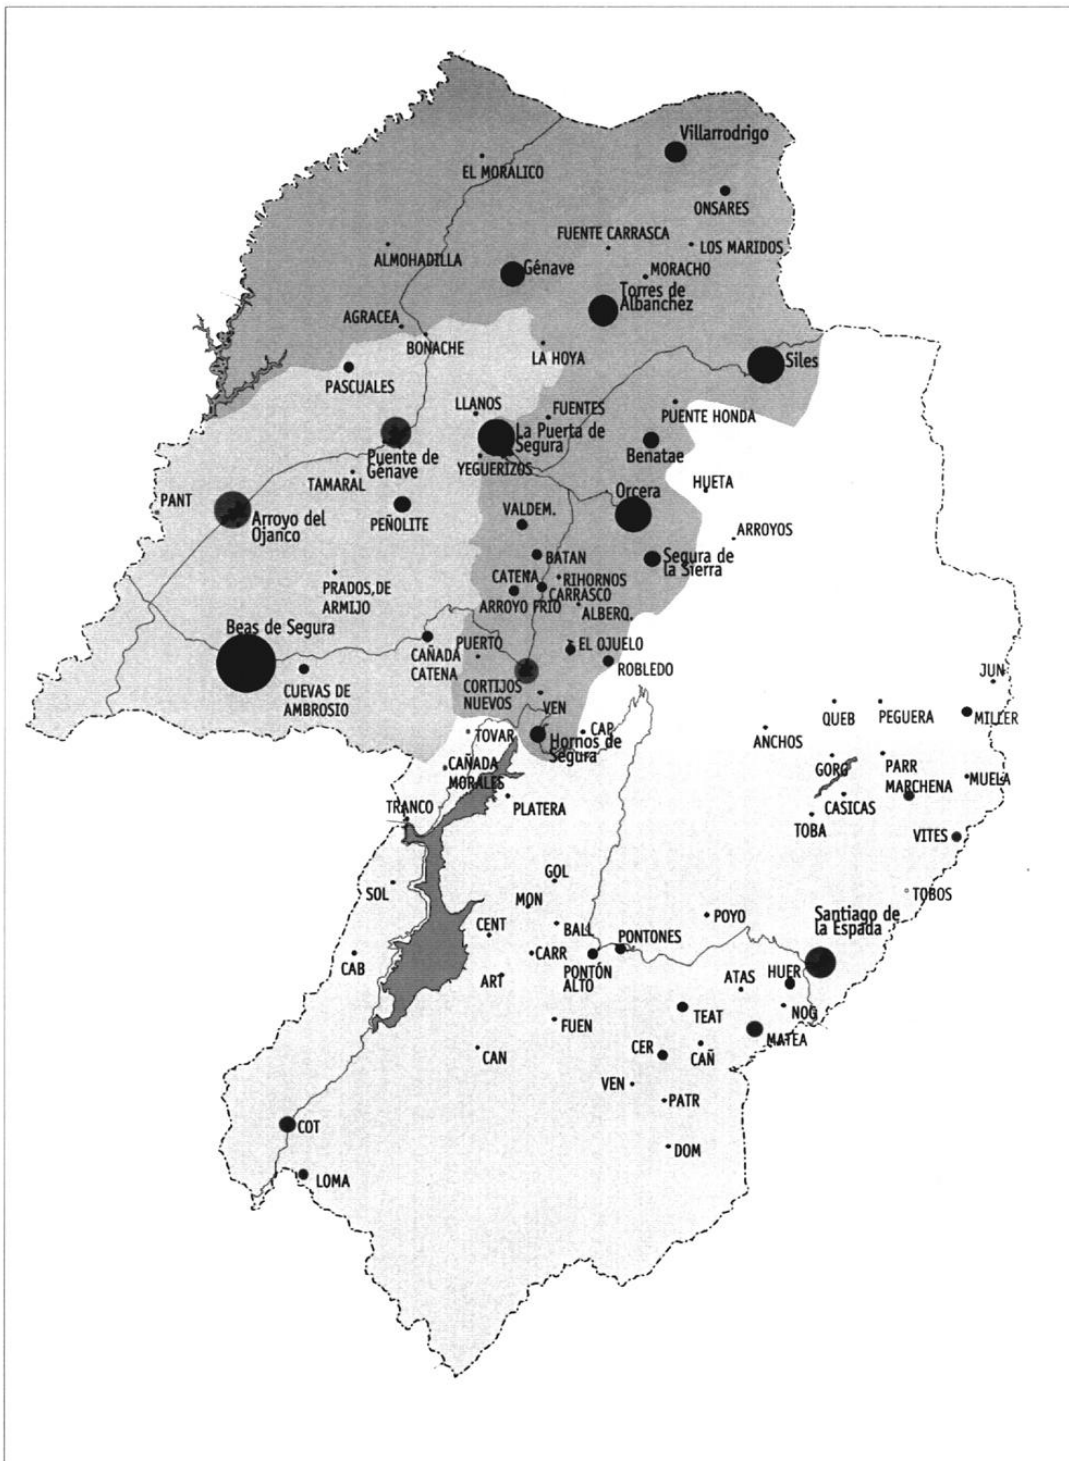 Villarrodrigo
EL MORALICO
ONSARES
FUENTE CARRASCA
LOS MARIDOS
ALMOHADILLA
Génave
MORACHO
Torres de
Albanchez
AGRACEA
BONACHE
LA HOYA
Siles
PASCUALES
LLANOS
FUENTES
PUENTE HONDA
La Puerta de
Segura
Puente de
Génave
Benatae
YEGUERIZOS
TAMARAL
HUETA
PANT
Orcera
Arroyo del
Ojanco
PEÑOLITE
VALDEM.
ARROYOS
BATAN
Segura de
la Sierra
PRADOS,DE
ARMIJO
CATENA
RIHORNOS
CARRASCO
ARROYO FRIO
ALBERQ.
Beas de Segura
CAÑADA
CATENA
PUERTO
EL OJUELO
ROBLEDO
CUEVAS DE
AMBROSIO
CORTIJOS
NUEVOS
VEN
JUN
QUEB
PEGUERA
MILLER
TOVAR
CAP
Hornos de
Segura
ANCHOS
CAÑADA
MORALES
GORG
PARR
MARCHENA
MUELA
TRANCO
PLATERA
CASICAS
TOBA
VITES
SOL
GOL
MON
TOBOS
CENT
BALL
POYO
Santiago de
la Espada
CAB
CARR
PONTONES
PONTÓN
ALTO
ART
ATAS
HUER
FUEN
TEAT
NOG
MATEA
CAN
CER
CAÑ
VEN
PATR
COT
DOM
LOMA